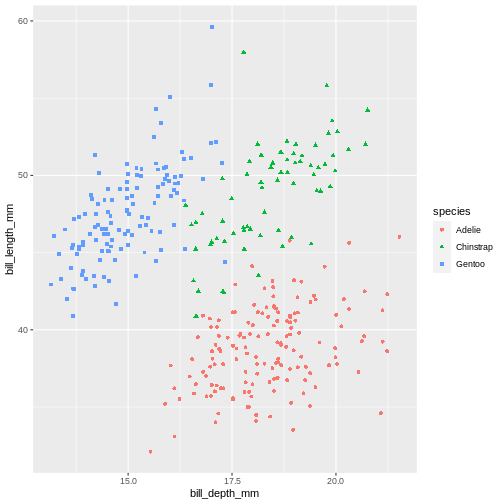 60
50
40
bill_length_mm
15.0
17.5
20.0
bill_depth_mm
species
Adelie
Chinstrap
Gentoo